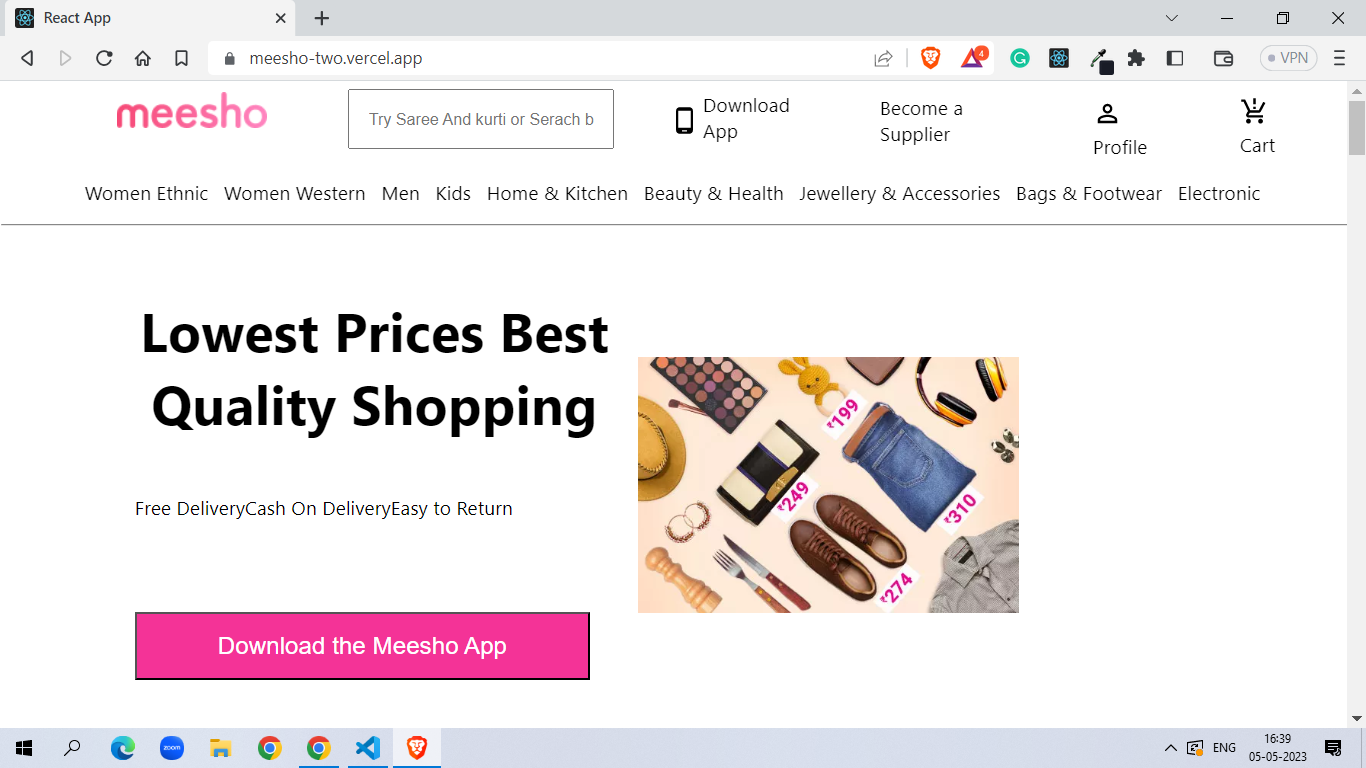 React App
meesho-two.vercel.app
4
VPN
meesho
Try Saree And kurti or Serach b
Download
App
Become a
Supplier
Profile
Cart
Women Ethnic Women Western Men Kids Home & Kitchen Beauty & Health Jewellery & Accessories Bags & Footwear Electronic
Lowest Prices Best
Quality Shopping
₹199
₹249
₹310
₹274
Free DeliveryCash On DeliveryEasy to Return
Download the Meesho App
zoom
ENG
16:39
05-05-2023